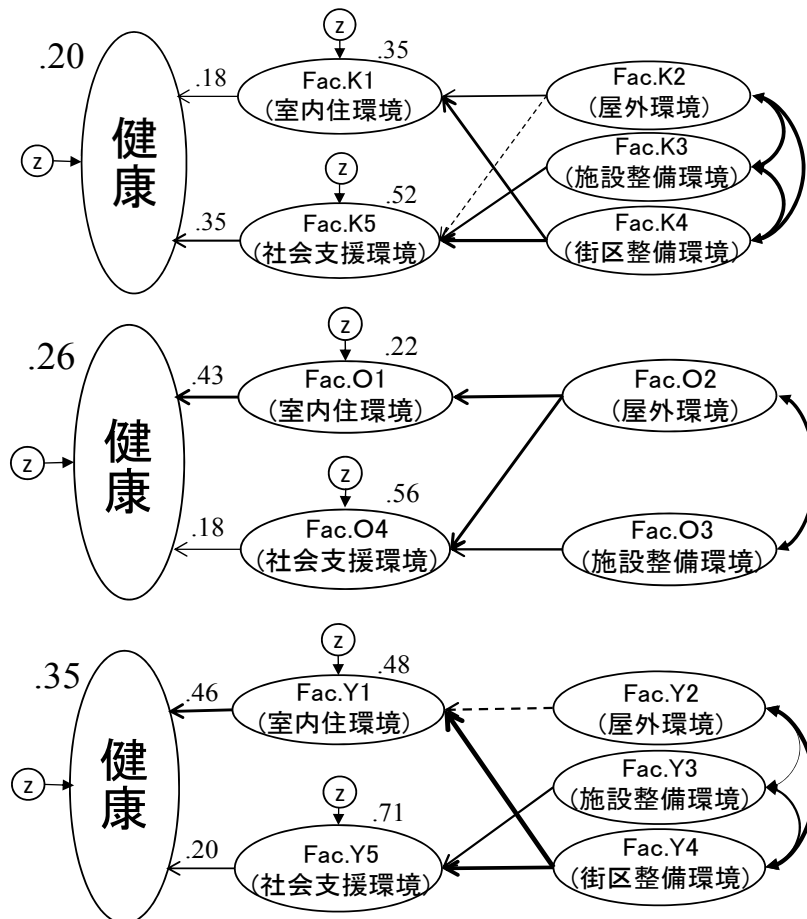 .20
z
健康
.18
.35
z
Fac.K1
(室内住環境)
Fac.K2
(屋外環境)
Fac.K3
(施設整備環境)
z
.52
.35
Fac.K5
(社会支援環境)
Fac.K4
(街区整備環境)
.26
z
健康
.43
z
.22
Fac.O1
(室内住環境)
Fac.O2
(屋外環境)
z
.56
.18
Fac.O4
(社会支援環境)
Fac.O3
(施設整備環境)
.35
z
健康
.46
z
.48
Fac.Y1
(室内住環境)
Fac.Y2
(屋外環境)
Fac.Y3
(施設整備環境)
z
.71
.20
Fac.Y5
(社会支援環境)
Fac.Y4
(街区整備環境)